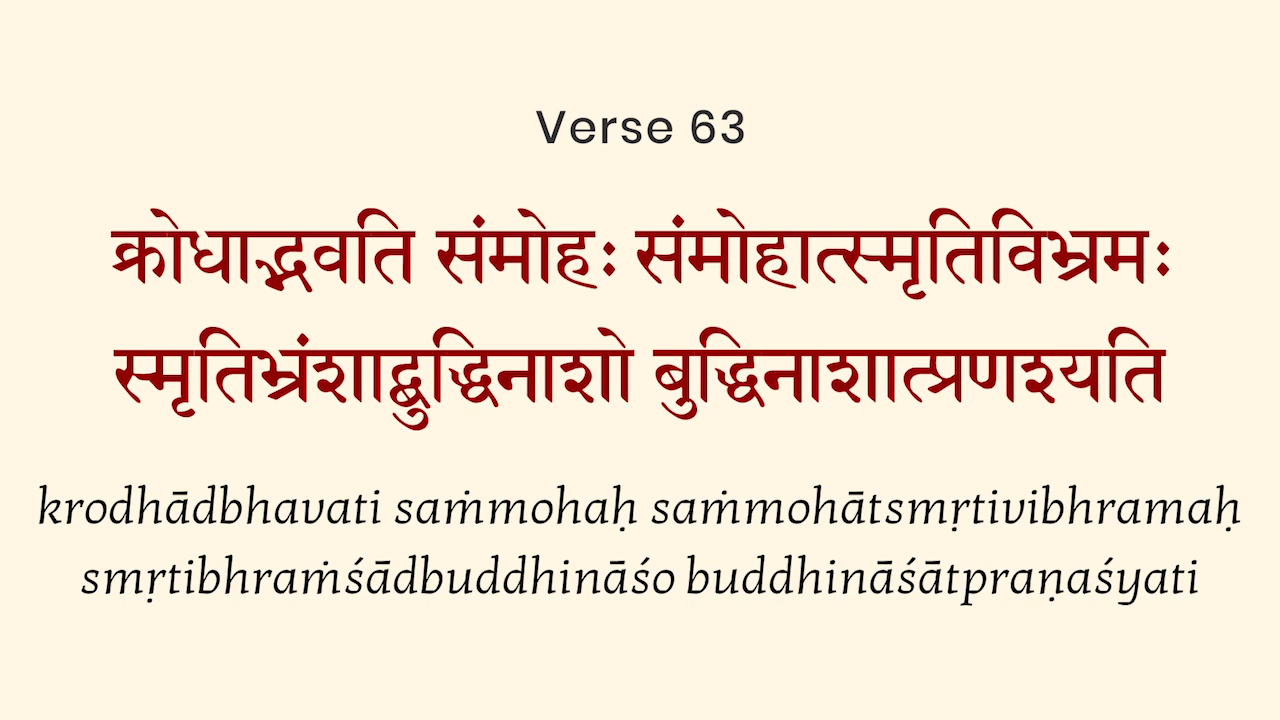 Verse 63
क्रोधाद्भवति संमोहः संमोहात्स्मृतिविभ्रमः
स्मृतिभ्रंशाद्बुद्धिनाशो बुद्धिनाशात्प्रणश्यति
krodhādbhavati saṁmohaḥ saṁmohātsmṛtivibhramaḥ
smṛtibhraṁśādbuddhināśo buddhināśātpraṇaśyati